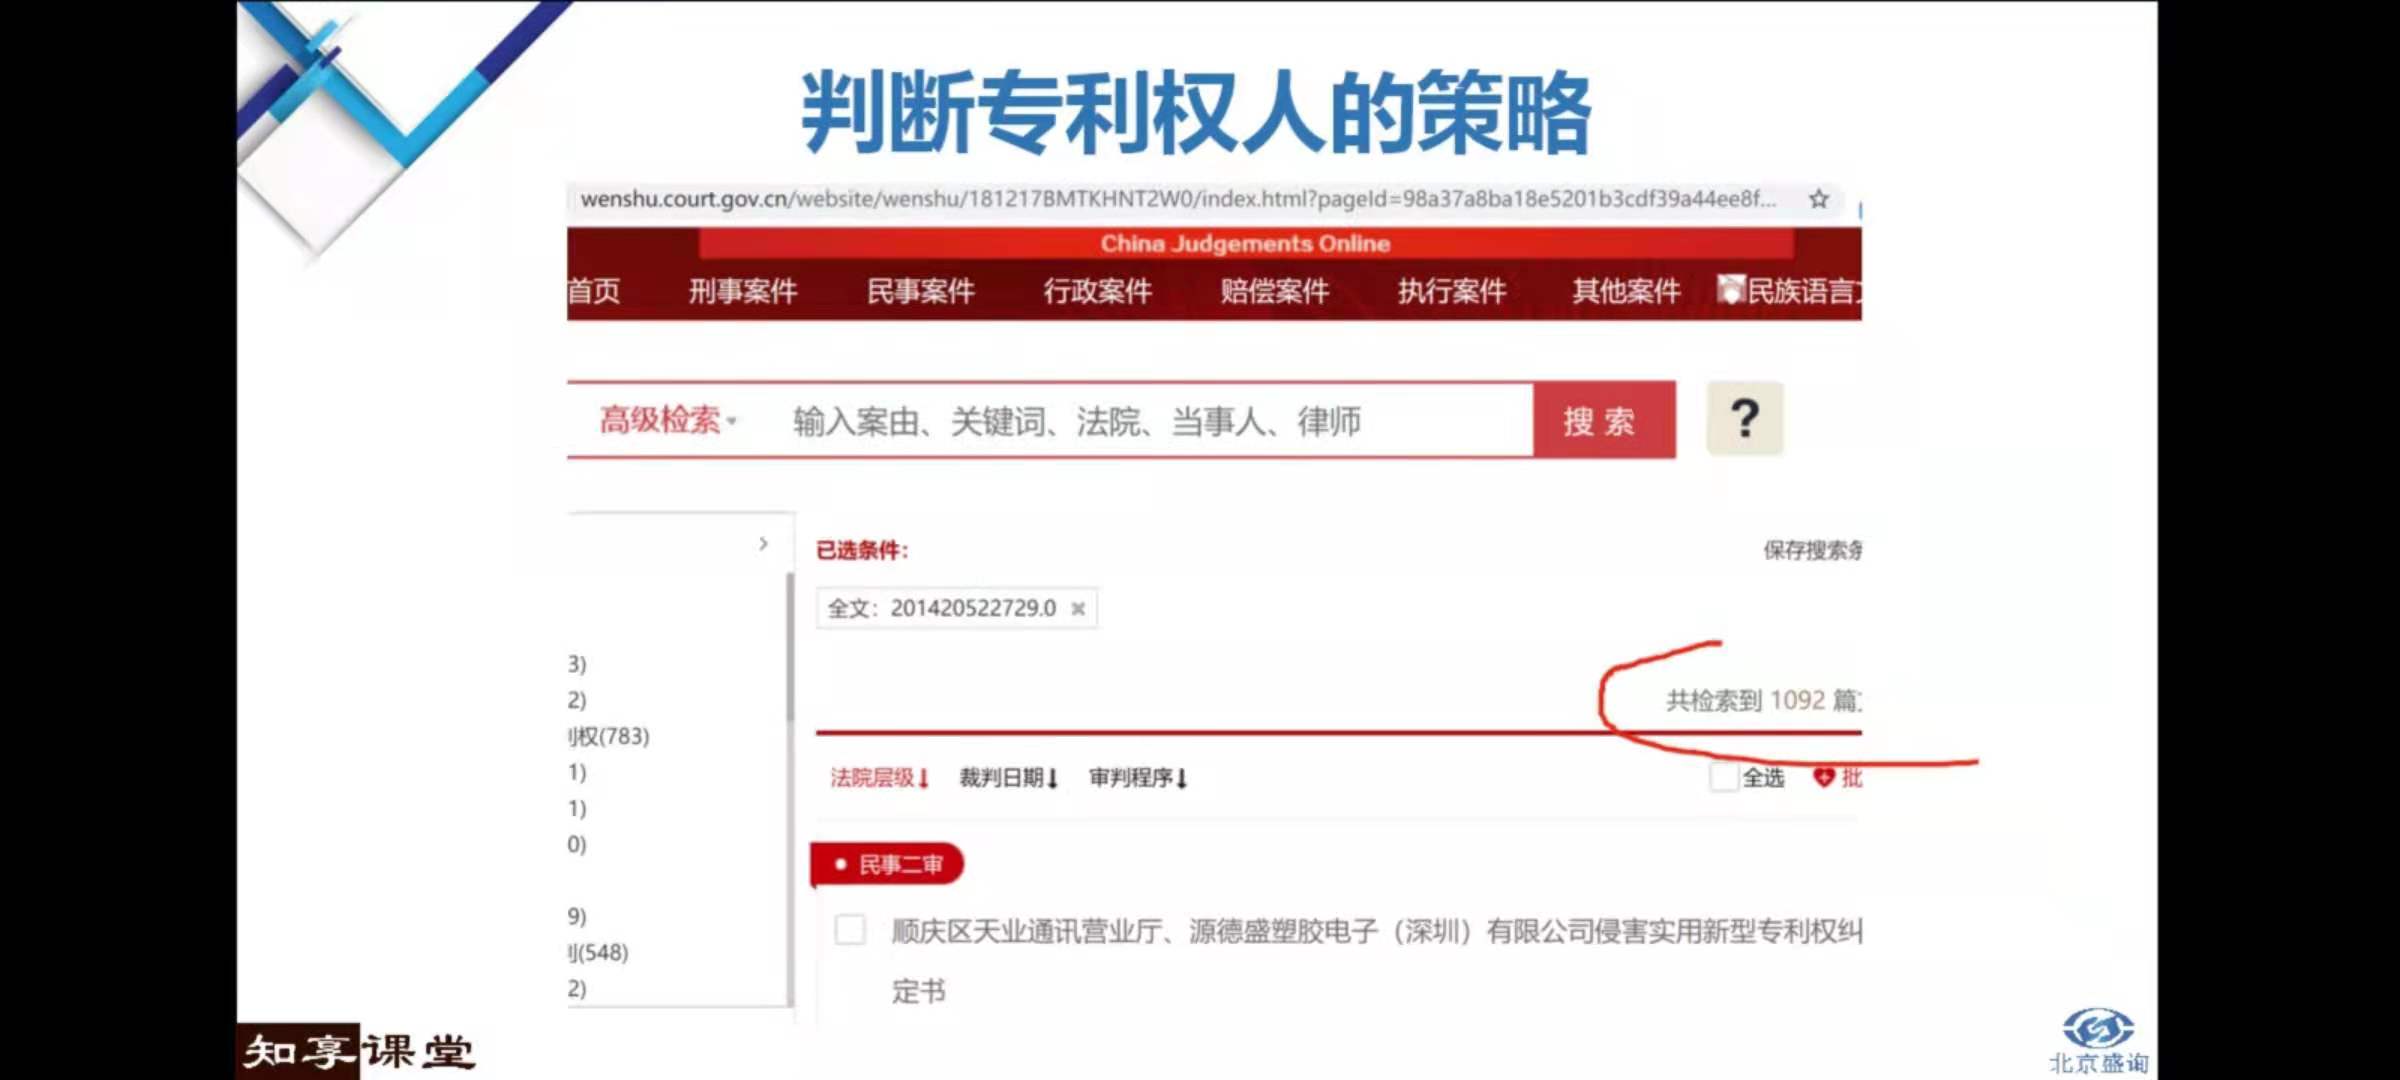 判断专利权人的策略
wenshu.court.gov.cn/website/wenshu/181217BMTKHNT2W0/index.html?pageId=98a37a8ba18e5201b3cdf39a44ee8f...
China Judgements Online
首页 刑事案件 民事案件 行政案件 赔偿案件 执行案件 其他案件 民族语言
高级检索 输入案由、关键词、法院、当事人、律师 搜索 ?
已选条件: 保存搜索条
全文: 201420522729.0
3)
2)
共检索到 1092 篇
权(783)
1)
法院层级 裁判日期 审判程序 全选 批
1)
0)
民事二审
9)
顺庆区天业通讯营业厅、源德盛塑胶电子（深圳）有限公司侵害实用新型专利权纠
(548)
2)
定书
知享课堂
北京盛询